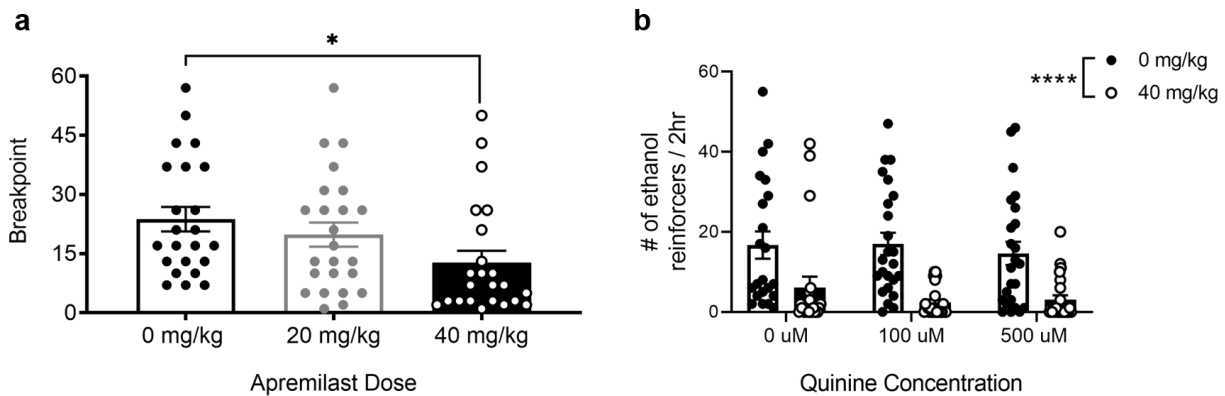 a
*
60
45
30
15
0
Breakpoint
0 mg/kg
20 mg/kg
40 mg/kg
Apremilast Dose
b
****
0 mg/kg
40 mg/kg
60
40
20
0
# of ethanol
reinforcers / 2hr
0 uM
100 uM
500 uM
Quinine Concentration